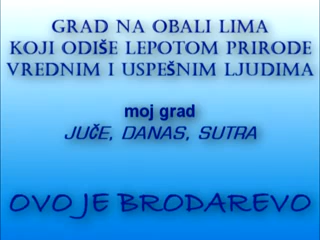 GRAD NA OBALI LIMA
KOJI ODIŠE LEPOTOM PRIRODE
VREDNIM I USPEŠNIM LJUDIMA
moj grad
JUČE, DANAS, SUTRA
OVO JE BRODAREVO